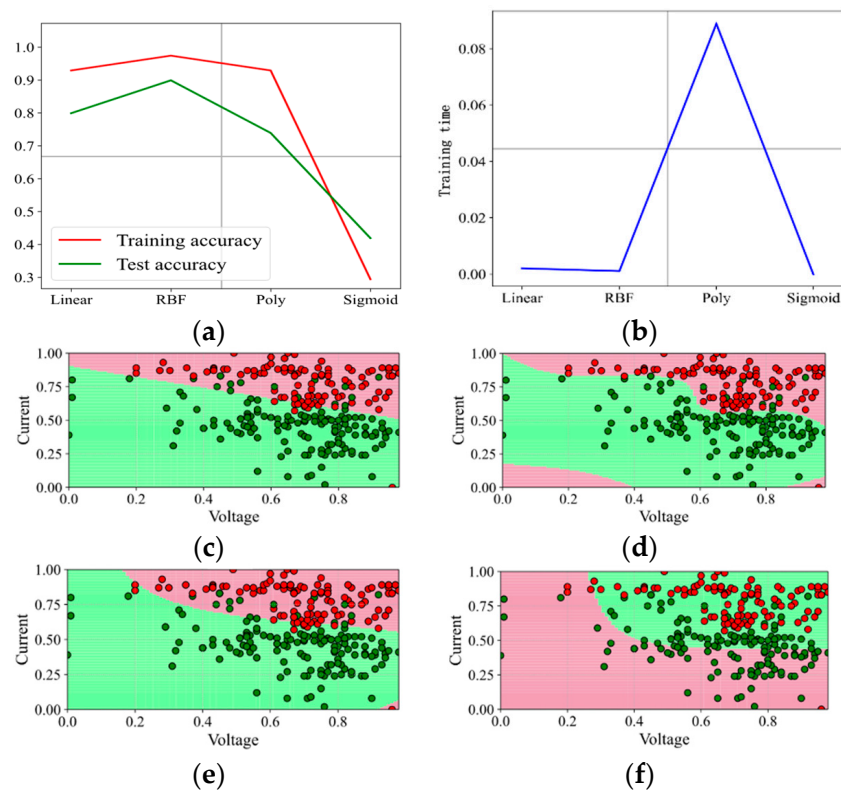 1.0
0.9
0.8
0.7
0.6
0.5
0.4
0.3
Training accuracy
Test accuracy
Linear RBF Poly Sigmoid
(a)
Training time
0.08
0.06
0.04
0.02
0.00
Linear RBF Poly Sigmoid
(b)
Current
1.00
0.75
0.50
0.25
0.00
0.0 0.2 0.4 0.6 0.8
Voltage
(c)
Current
1.00
0.75
0.50
0.25
0.00
0.0 0.2 0.4 0.6 0.8
Voltage
(d)
Current
1.00
0.75
0.50
0.25
0.00
0.0 0.2 0.4 0.6 0.8
Voltage
(e)
Current
1.00
0.75
0.50
0.25
0.00
0.0 0.2 0.4 0.6 0.8
Voltage
(f)